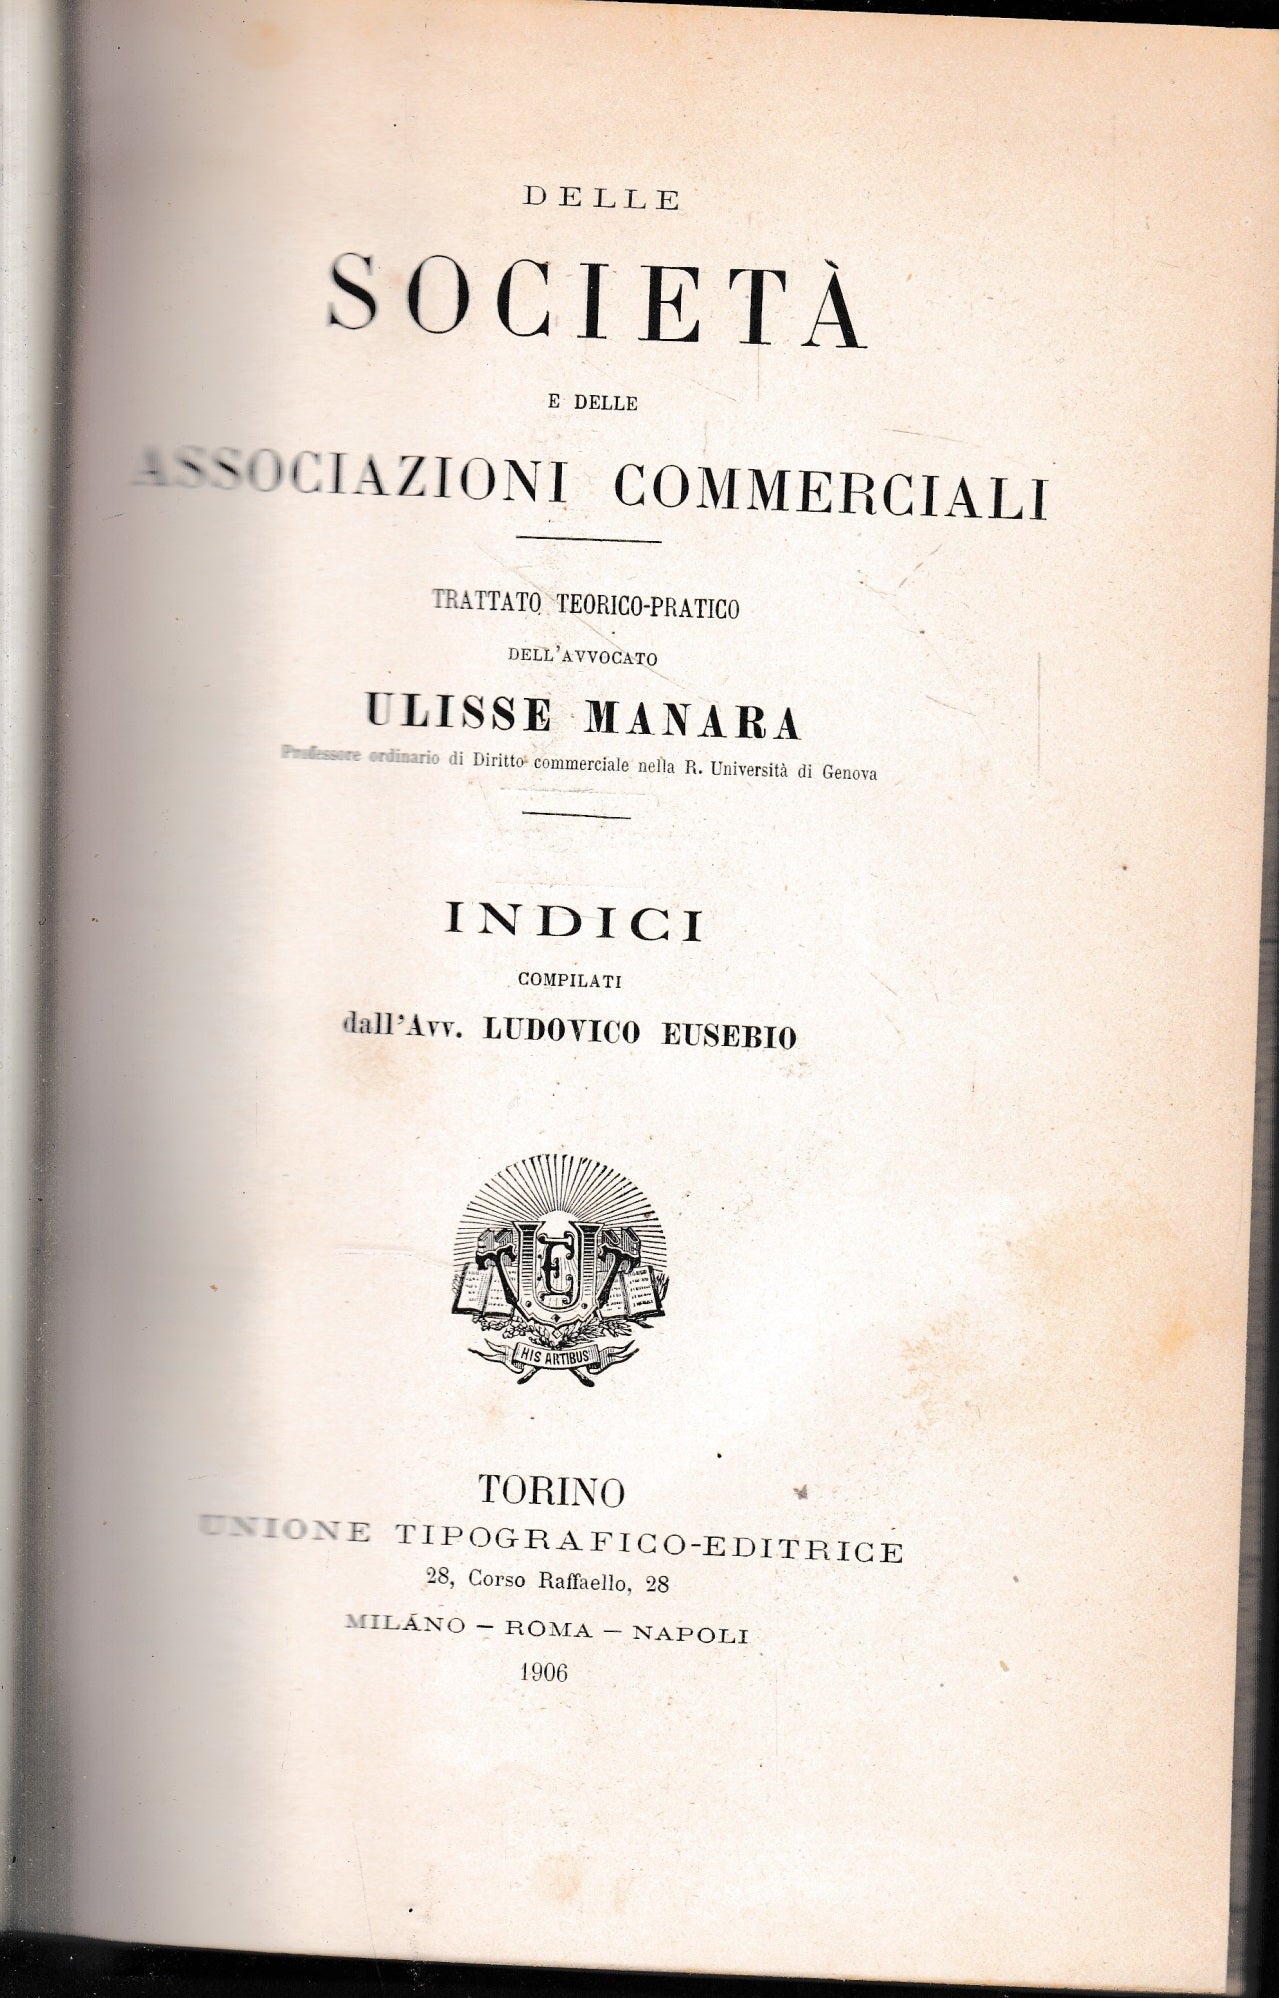 DELLE
SOCIETÀ
E DELLE
ASSOCIAZIONI COMMERCIALI
TRATTATO TEORICO-PRATICO
DELL'AVVOCATO
ULISSE MANARA
Professore ordinario di Diritto commerciale nella R. Università di Genova
INDICI
COMPILATI
dall'Avv. LUDOVICO EUSEBIO
UTE
HIS ARTIBUS
TORINO
UNIONE TIPOGRAFICO-EDITRICE
28, Corso Raffaello, 28
MILANO - ROMA - NAPOLI
1906